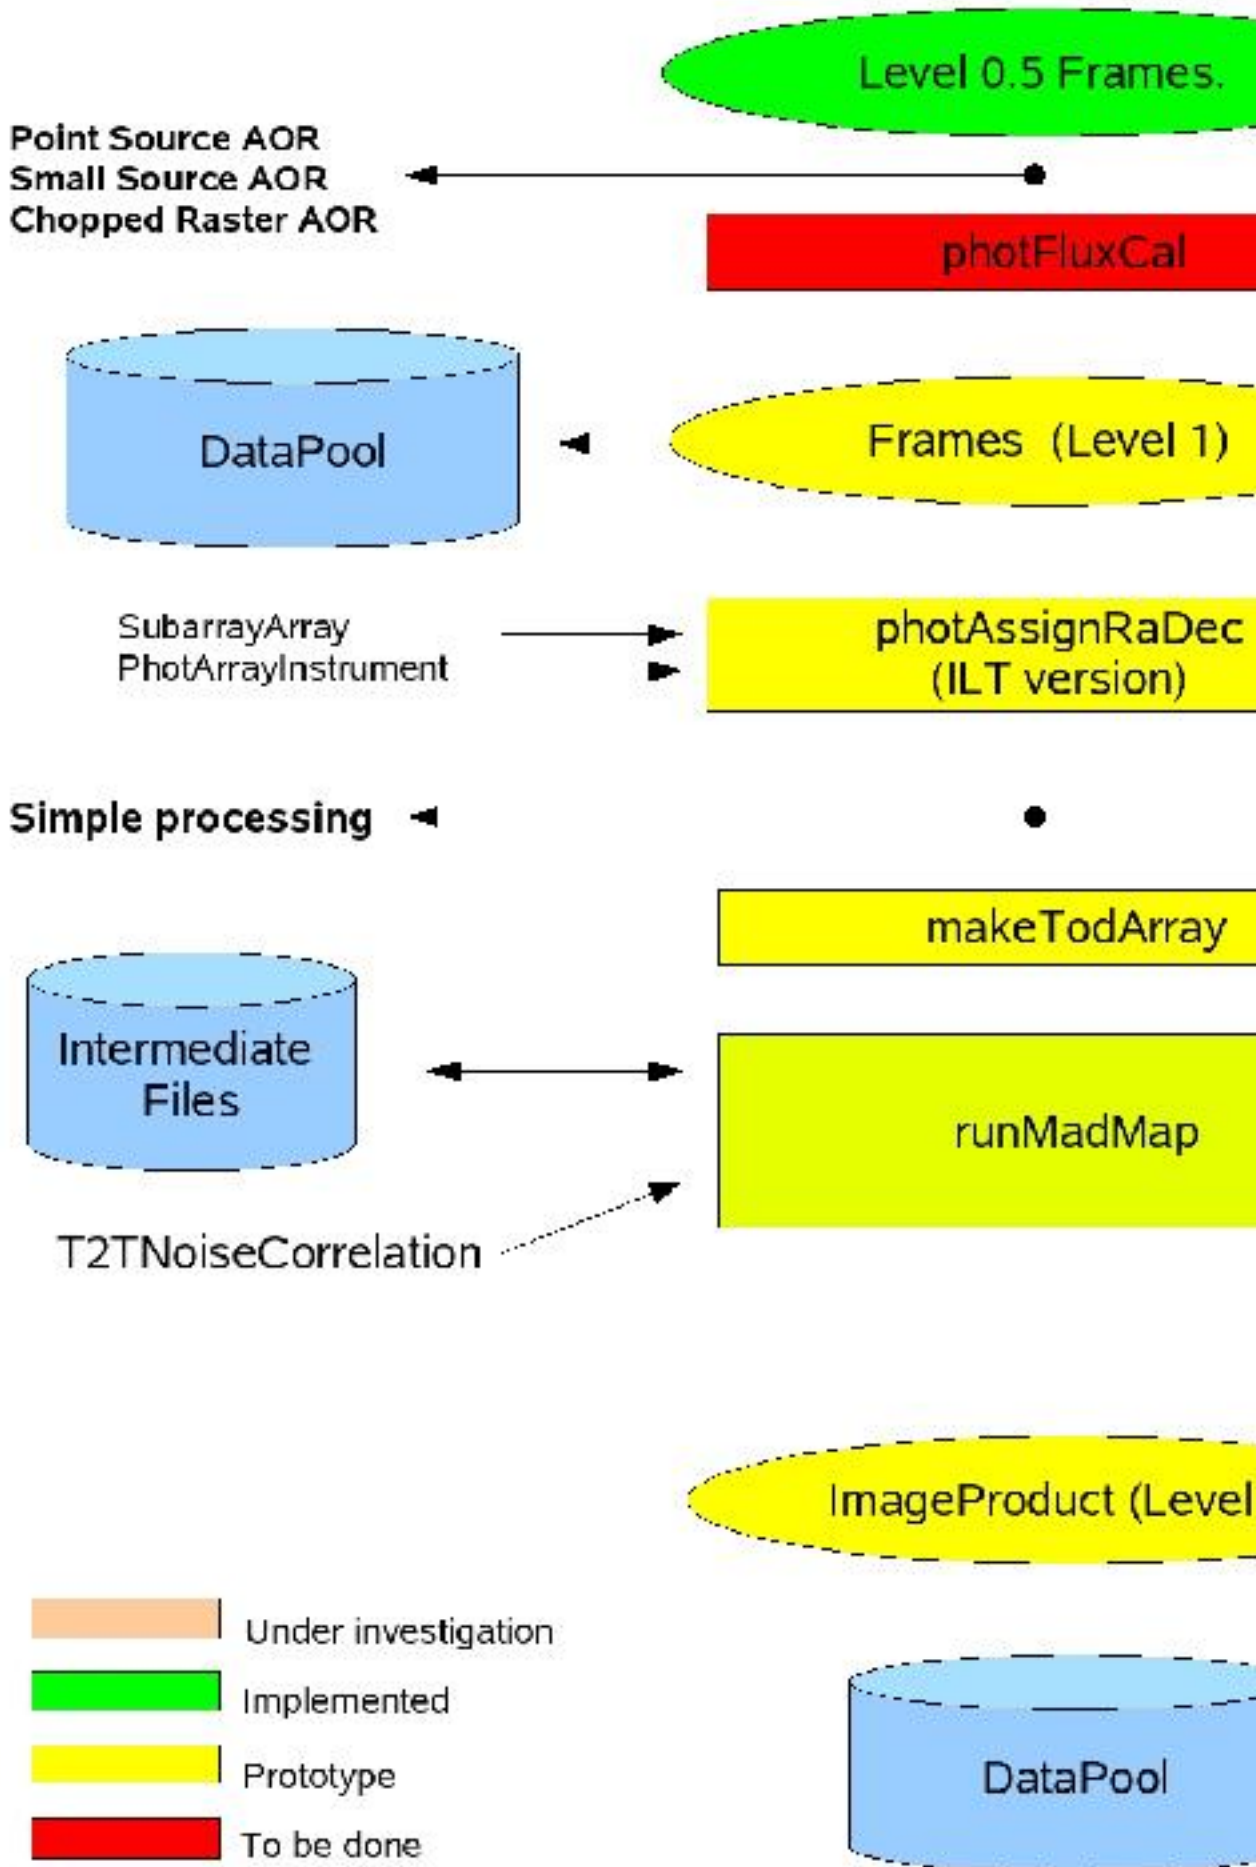 Level 0.5 Frames.
Point Source AOR
Small Source AOR
Chopped Raster AOR
photFluxCal
DataPool
Frames (Level 1)
SubarrayArray
PhotArrayInstrument
photAssignRaDec
(ILT version)
Simple processing
makeTodArray
Intermediate
Files
runMadMap
T2TNoiseCorrelation
ImageProduct (Level
Under investigation
Implemented
Prototype
To be done
DataPool